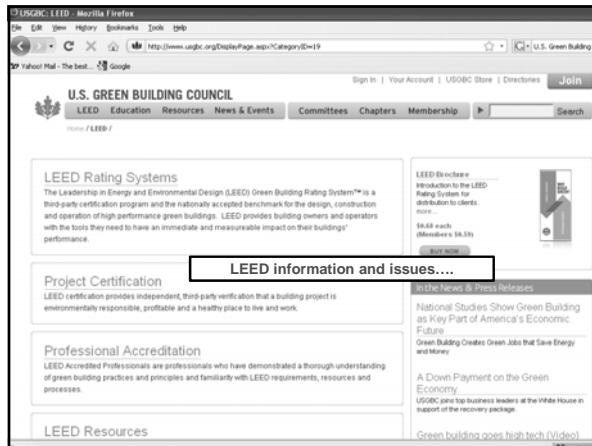 USGBC: LEED - Mozilla Firefox
File Edit View History Bookmarks Tools Help
http://www.usgbc.org/DisplayPage.aspx?CategoryID=19
U.S. Green Building
Yahoo! Mail - The best... Google
Sign In | Your Account | USGBC Store | Directories
Join
U.S. GREEN BUILDING COUNCIL
LEED Education Resources News & Events Committees Chapters Membership Search
Home / LEED /
LEED Rating Systems
The Leadership in Energy and Environmental Design (LEED) Green Building Rating System™ is a
third-party certification program and the nationally accepted benchmark for the design, construction
and operation of high performance green buildings. LEED provides building owners and operators
with the tools they need to have an immediate and measureable impact on their buildings'
performance.
LEED Brochure
Introduction to the LEED
Rating System for
distribution to clients.
more...
$0.60 each
(Members $0.59)
BUY NOW
LEED information and issues....
Project Certification
LEED certification provides independent, third-party verification that a building project is
environmentally responsible, profitable and a healthy place to live and work.
Professional Accreditation
LEED Accredited Professionals are professionals who have demonstrated a thorough understanding
of green building practices and principles and familiarity with LEED requirements, resources and
processes.
LEED Resources
In the News & Press Releases
National Studies Show Green Building
as Key Part of America's Economic
Future
Green Building Creates Green Jobs that Save Energy
and Money
A Down Payment on the Green
Economy
USGBC joins top business leaders at the White House in
support of the recovery package.
Green building goes high tech (Video)